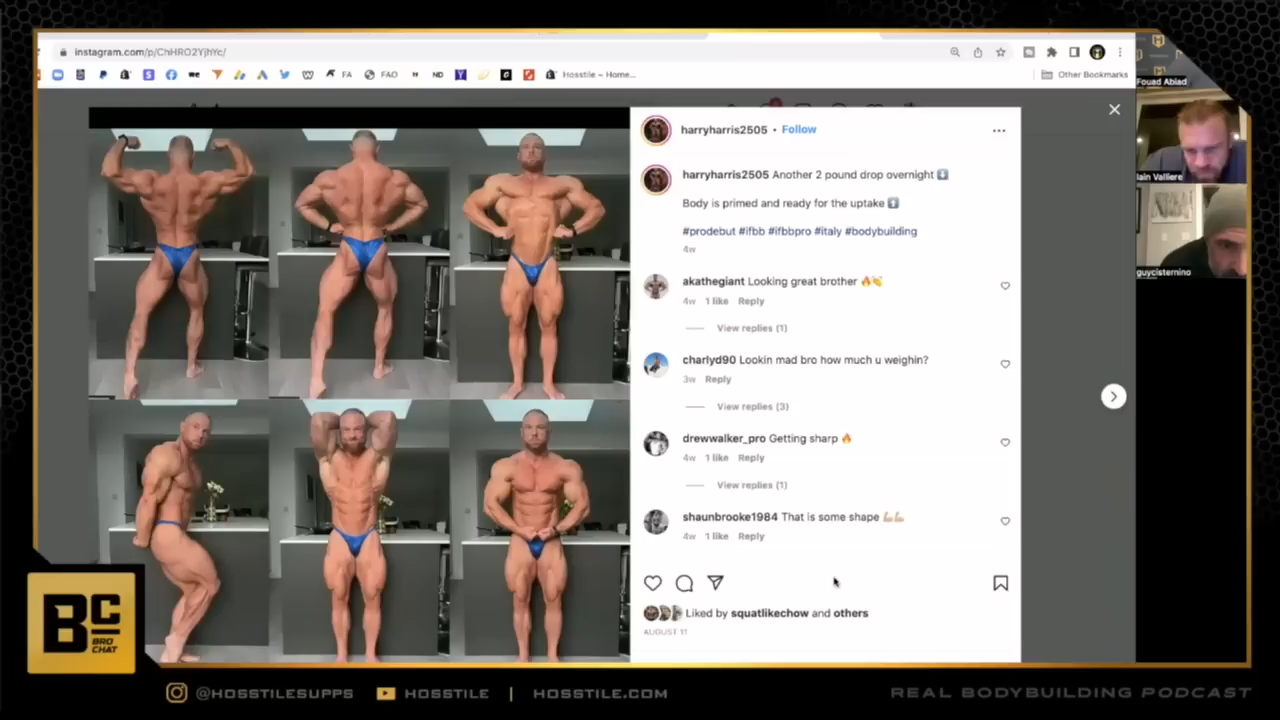 instagram.com/p/ChHRO2YjhYc/
FA
FAO
ND
Hosstile – Home...
Other Bookmarks
harryharris2505 • Follow
harryharris2505 Another 2 pound drop overnight ⬇️
Body is primed and ready for the uptake ⬆️
#prodebut #ifbb #ifbbpro #italy #bodybuilding
4w
akathegiant Looking great brother 🔥👏
4w 1 like Reply
View replies (1)
charlyd90 Lookin mad bro how much u weighin?
3w Reply
View replies (3)
drewwalker_pro Getting sharp 🔥
4w 1 like Reply
View replies (1)
shaunbrooke1984 That is some shape 💪🏼💪🏼
4w 1 like Reply
Liked by squatlikechow and others
AUGUST 11
Fouad Abiad
Iain Valliere
guycisternino
BC
BRO
CHAT
@HOSSTILESUPPS HOSSTILE | HOSSTILE.COM
REAL BODYBUILDING PODCAST